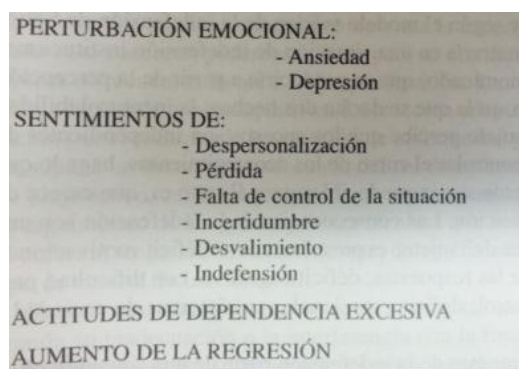 PERTURBACIÓN EMOCIONAL:
- Ansiedad
- Depresión
SENTIMIENTOS DE:
- Despersonalización
- Pérdida
- Falta de control de la situación
- Incertidumbre
- Desvalimiento
- Indefensión
ACTITUDES DE DEPENDENCIA EXCESIVA
AUMENTO DE LA REGRESIÓN